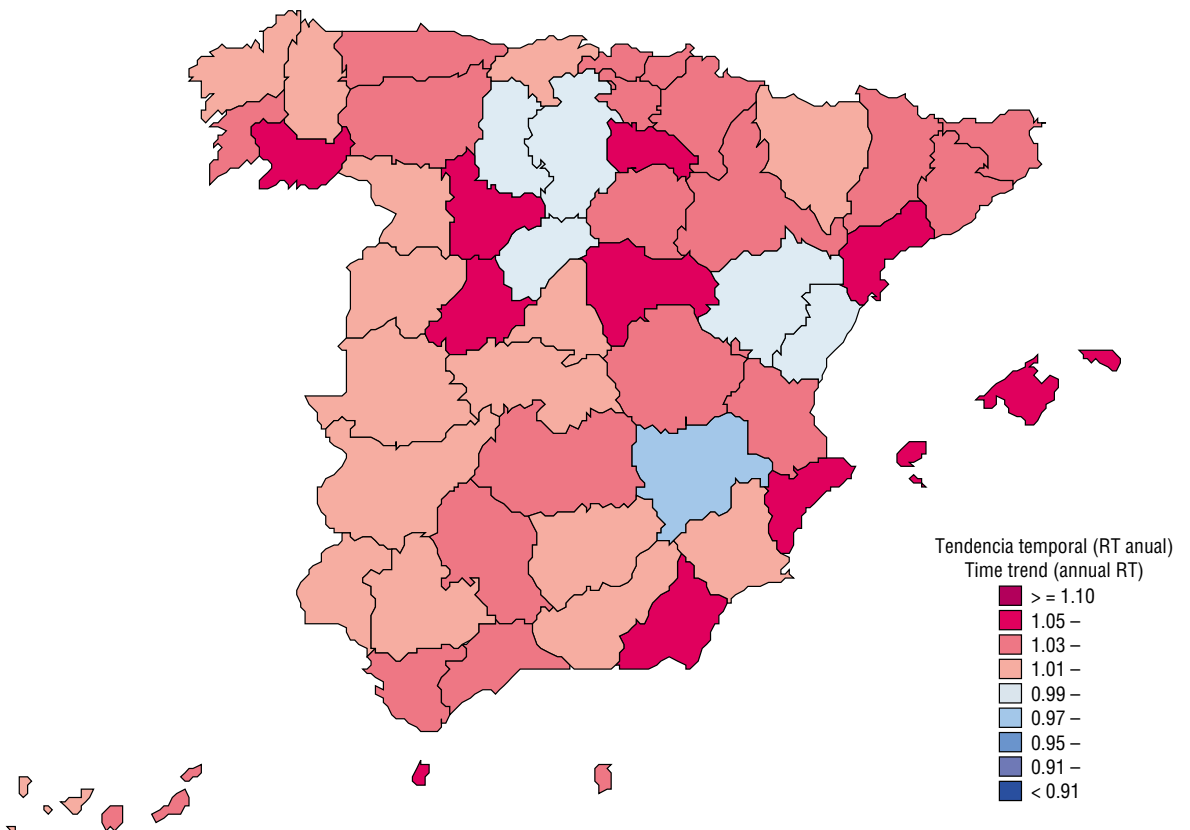 Tendencia temporal (RT anual)
Time trend (annual RT)
> = 1.10
1.05 –
1.03 –
1.01 –
0.99 –
0.97 –
0.95 –
0.91 –
< 0.91